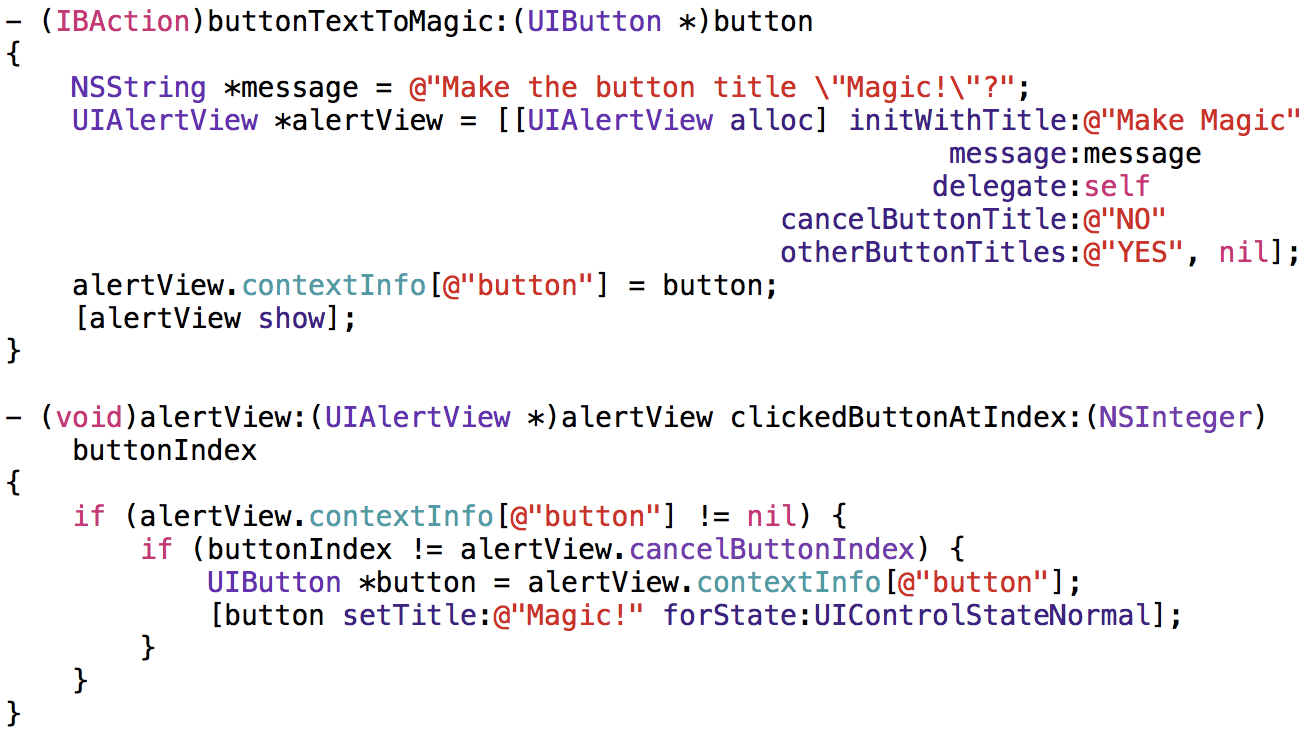 - (IBAction)buttonTextToMagic:(UIButton *)button
{
    NSString *message = @"Make the button title \"Magic!\"?";
    UIAlertView *alertView = [[UIAlertView alloc] initWithTitle:@"Make Magic"
                                                        message:message
                                                       delegate:self
                                              cancelButtonTitle:@"NO"
                                              otherButtonTitles:@"YES", nil];
    alertView.contextInfo[@"button"] = button;
    [alertView show];
}

- (void)alertView:(UIAlertView *)alertView clickedButtonAtIndex:(NSInteger)
    buttonIndex
{
    if (alertView.contextInfo[@"button"] != nil) {
        if (buttonIndex != alertView.cancelButtonIndex) {
            UIButton *button = alertView.contextInfo[@"button"];
            [button setTitle:@"Magic!" forState:UIControlStateNormal];
        }
    }
}